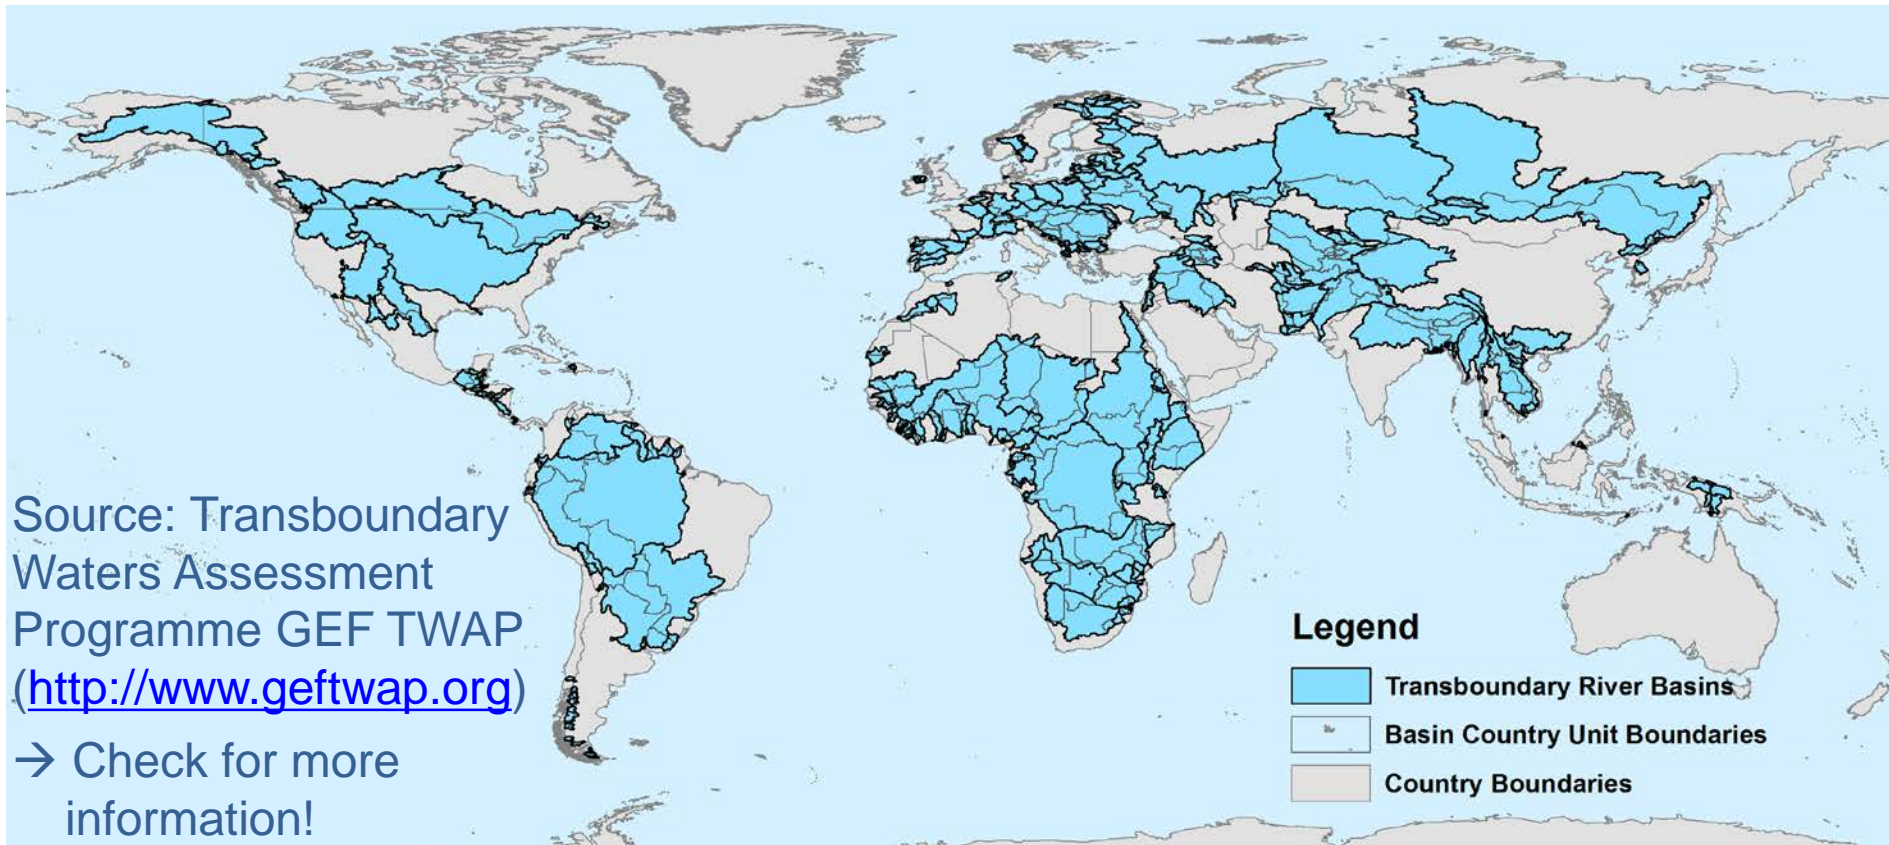 Source: Transboundary
Waters Assessment
Programme GEF TWAP
(http://www.geftwap.org)
→ Check for more
information!
Legend
Transboundary River Basins
Basin Country Unit Boundaries
Country Boundaries